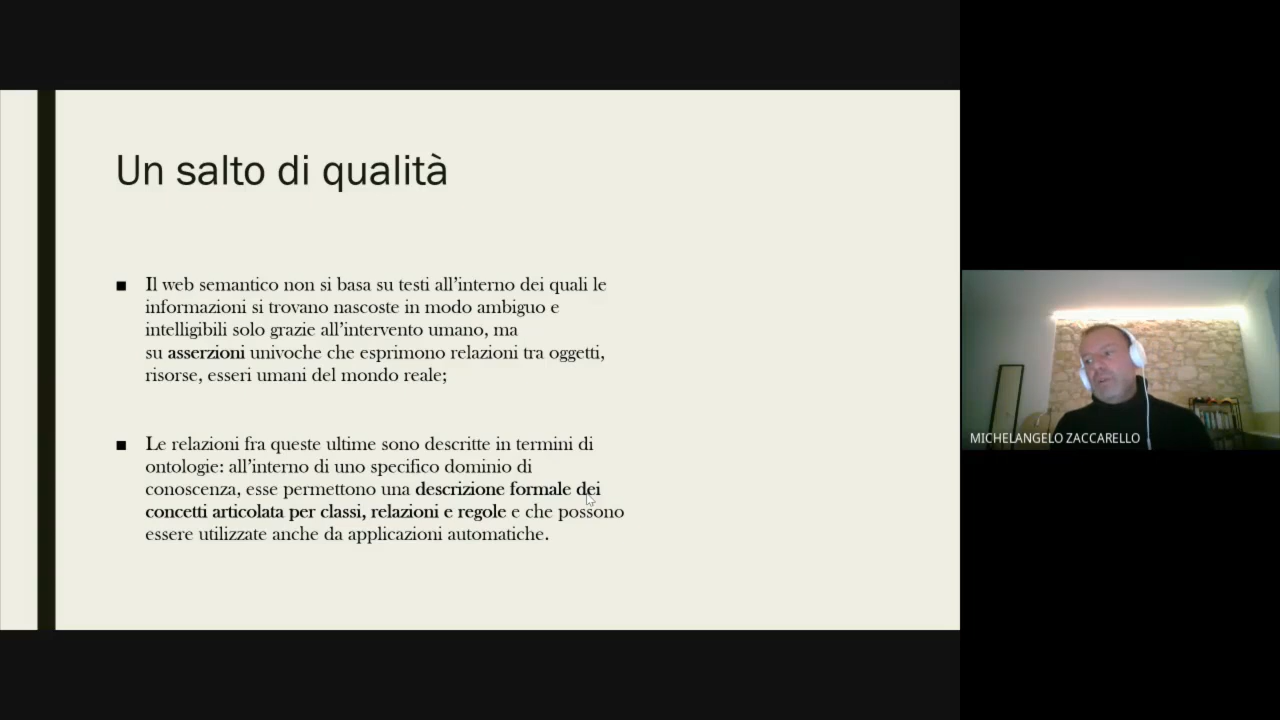 Un salto di qualità
■ Il web semantico non si basa su testi all’interno dei quali le
informazioni si trovano nascoste in modo ambiguo e
intelligibili solo grazie all’intervento umano, ma
su asserzioni univoche che esprimono relazioni tra oggetti,
risorse, esseri umani del mondo reale;
■ Le relazioni fra queste ultime sono descritte in termini di
ontologie: all’interno di uno specifico dominio di
conoscenza, esse permettono una descrizione formale dei
concetti articolata per classi, relazioni e regole e che possono
essere utilizzate anche da applicazioni automatiche.
MICHELANGELO ZACCARELLO